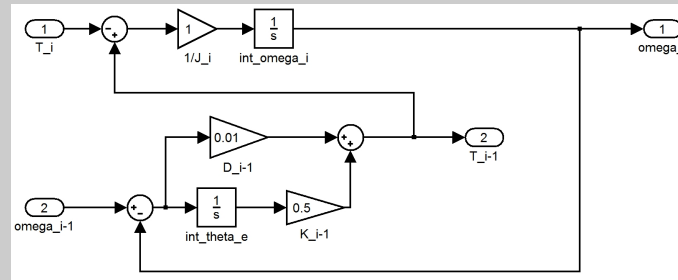 1
T_i
1
1/J_i
1
s
int_omega_i
1
omega_
0.01
D_i-1
2
T_i-1
2
omega_i-1
1
s
int_theta_e
0.5
K_i-1